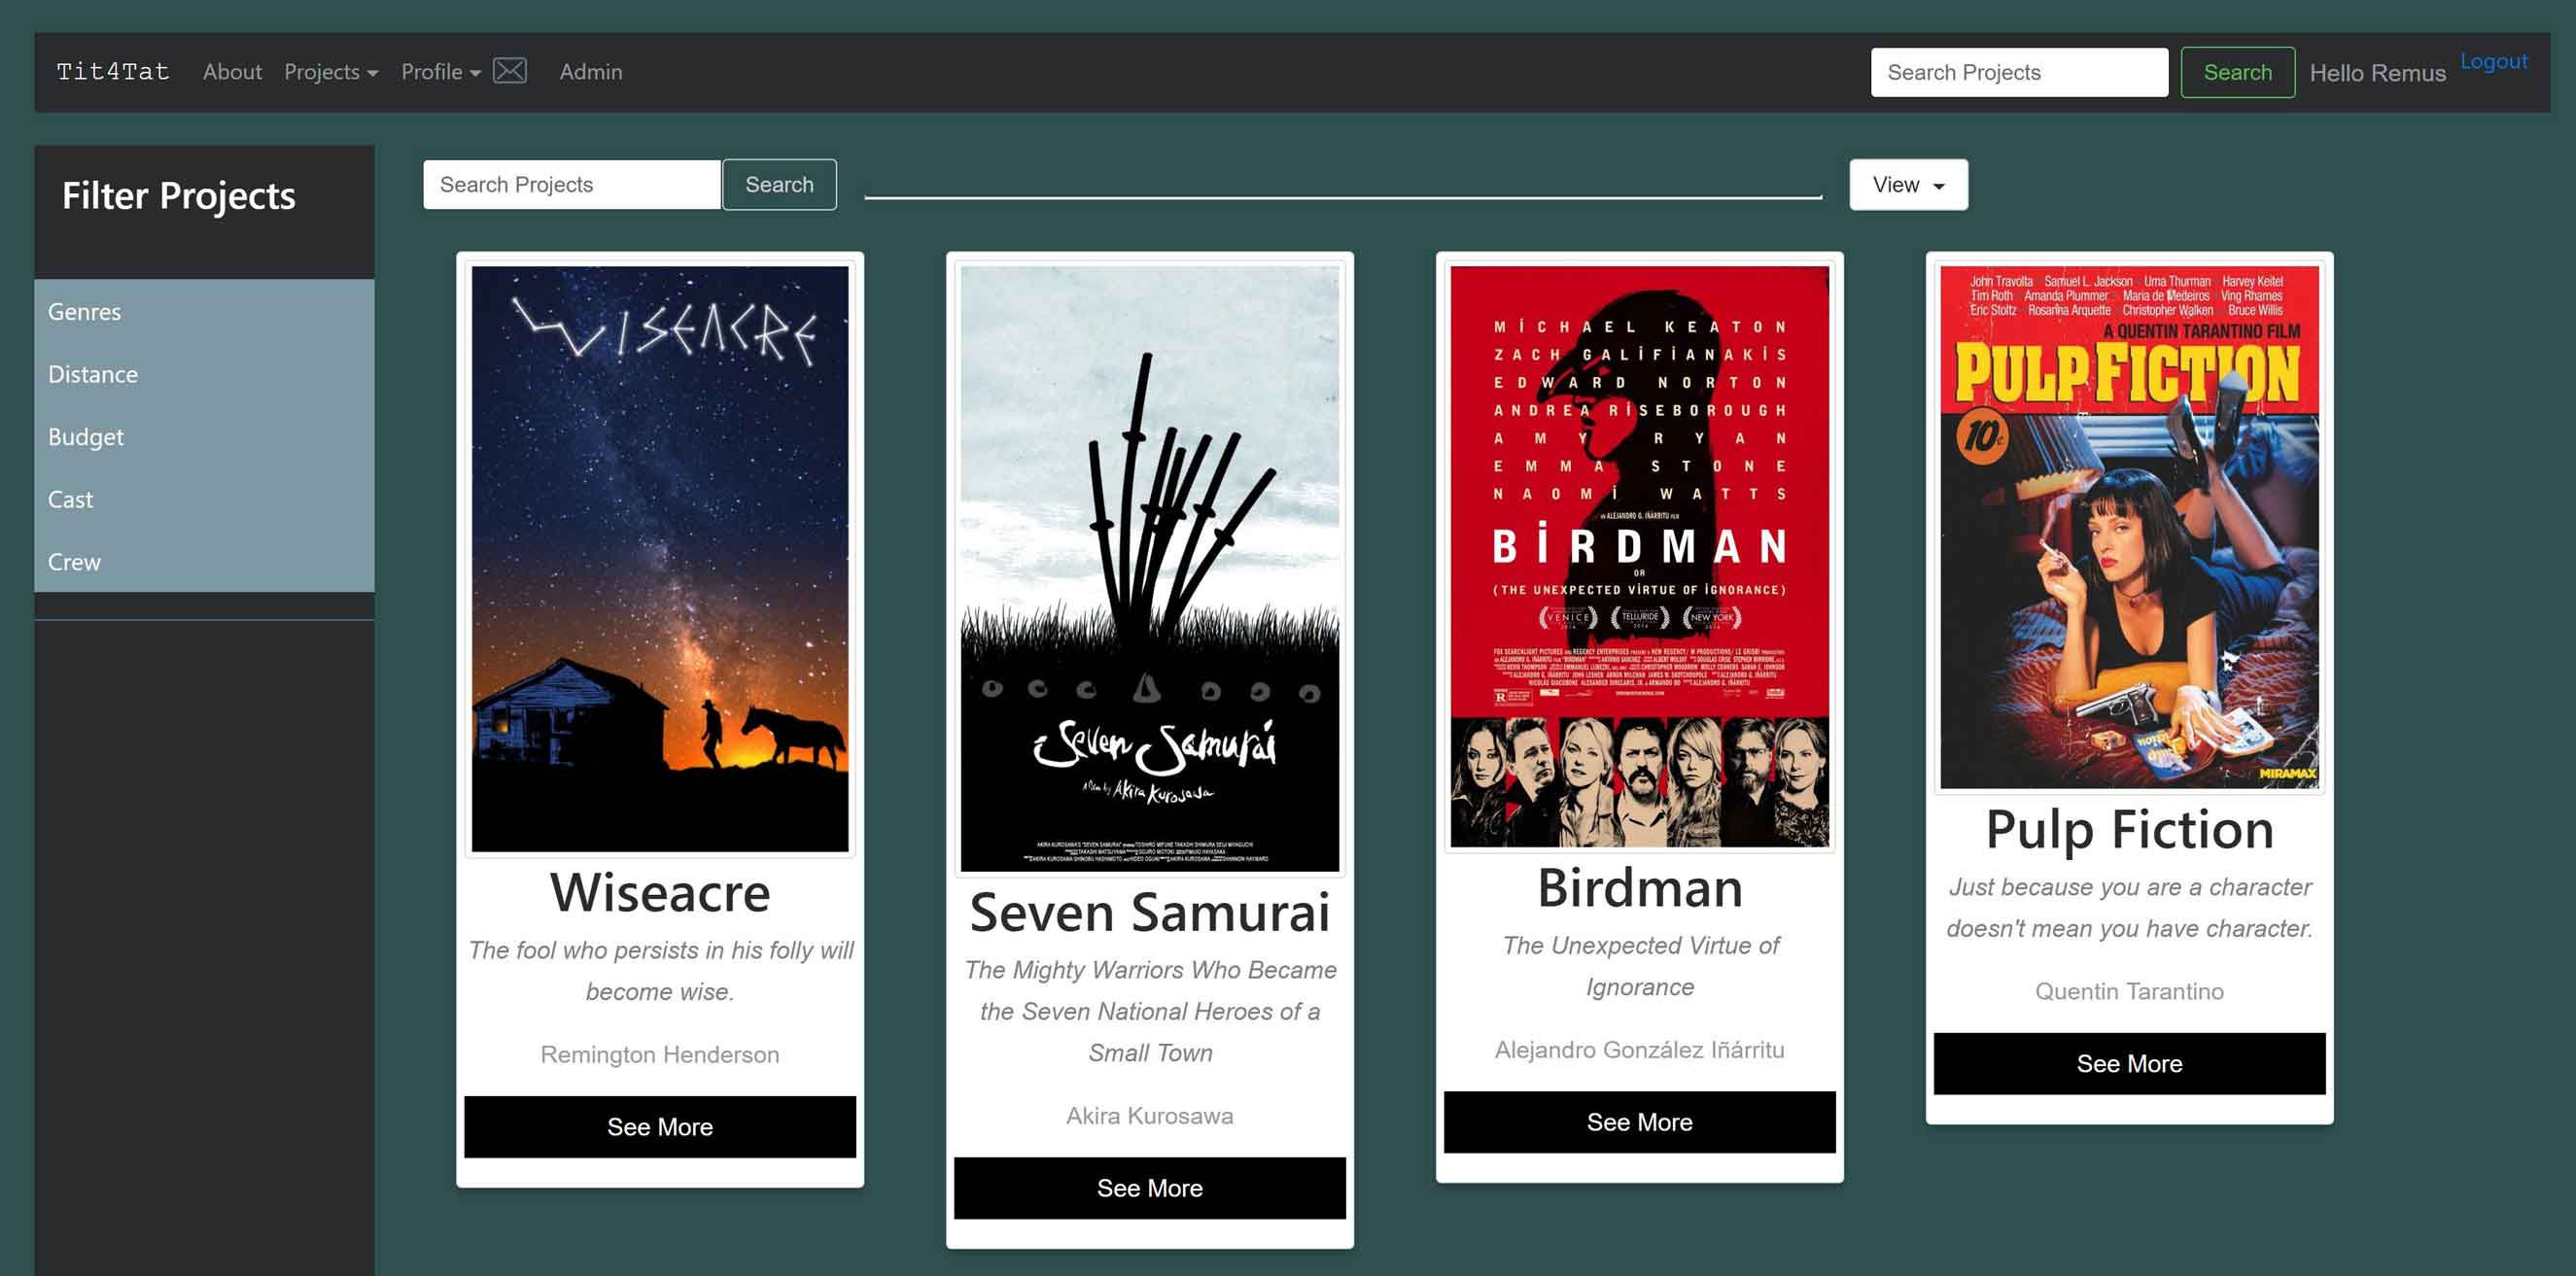 Tit4Tat About Projects Profile Admin Search Projects Search Hello Remus Logout
Filter Projects
Genres
Distance
Budget
Cast
Crew
Search Projects Search View
WISEACRE
Wiseacre
The fool who persists in his folly will
become wise.
Remington Henderson
See More
Seven Samurai
A Film by Akira Kurosawa
Seven Samurai
The Mighty Warriors Who Became
the Seven National Heroes of a
Small Town
Akira Kurosawa
See More
MiCHAEL KEATON
ZACH GALiFiANAKiS
EDWARD NORTON
ANDREA RiSEBOROUGH
AMY RYAN
EMMA STONE
NAOMi WATTS
AN ALEJANDRO G. IÑÁRRITU FILM
BiRDMAN
OR
(THE UNEXPECTED ViRTUE OF iGNORANCE)
VENICE 2014 TELLURIDE 2014 NEW YORK 2014
R
Birdman
The Unexpected Virtue of
Ignorance
Alejandro González Iñárritu
See More
John Travolta Samuel L. Jackson Uma Thurman Harvey Keitel
Tim Roth Amanda Plummer Maria de Medeiros Ving Rhames
Eric Stoltz Rosanna Arquette Christopher Walken Bruce Willis
A QUENTIN TARANTINO FILM
PULP FICTION
10¢
MIRAMAX
Pulp Fiction
Just because you are a character
doesn't mean you have character.
Quentin Tarantino
See More